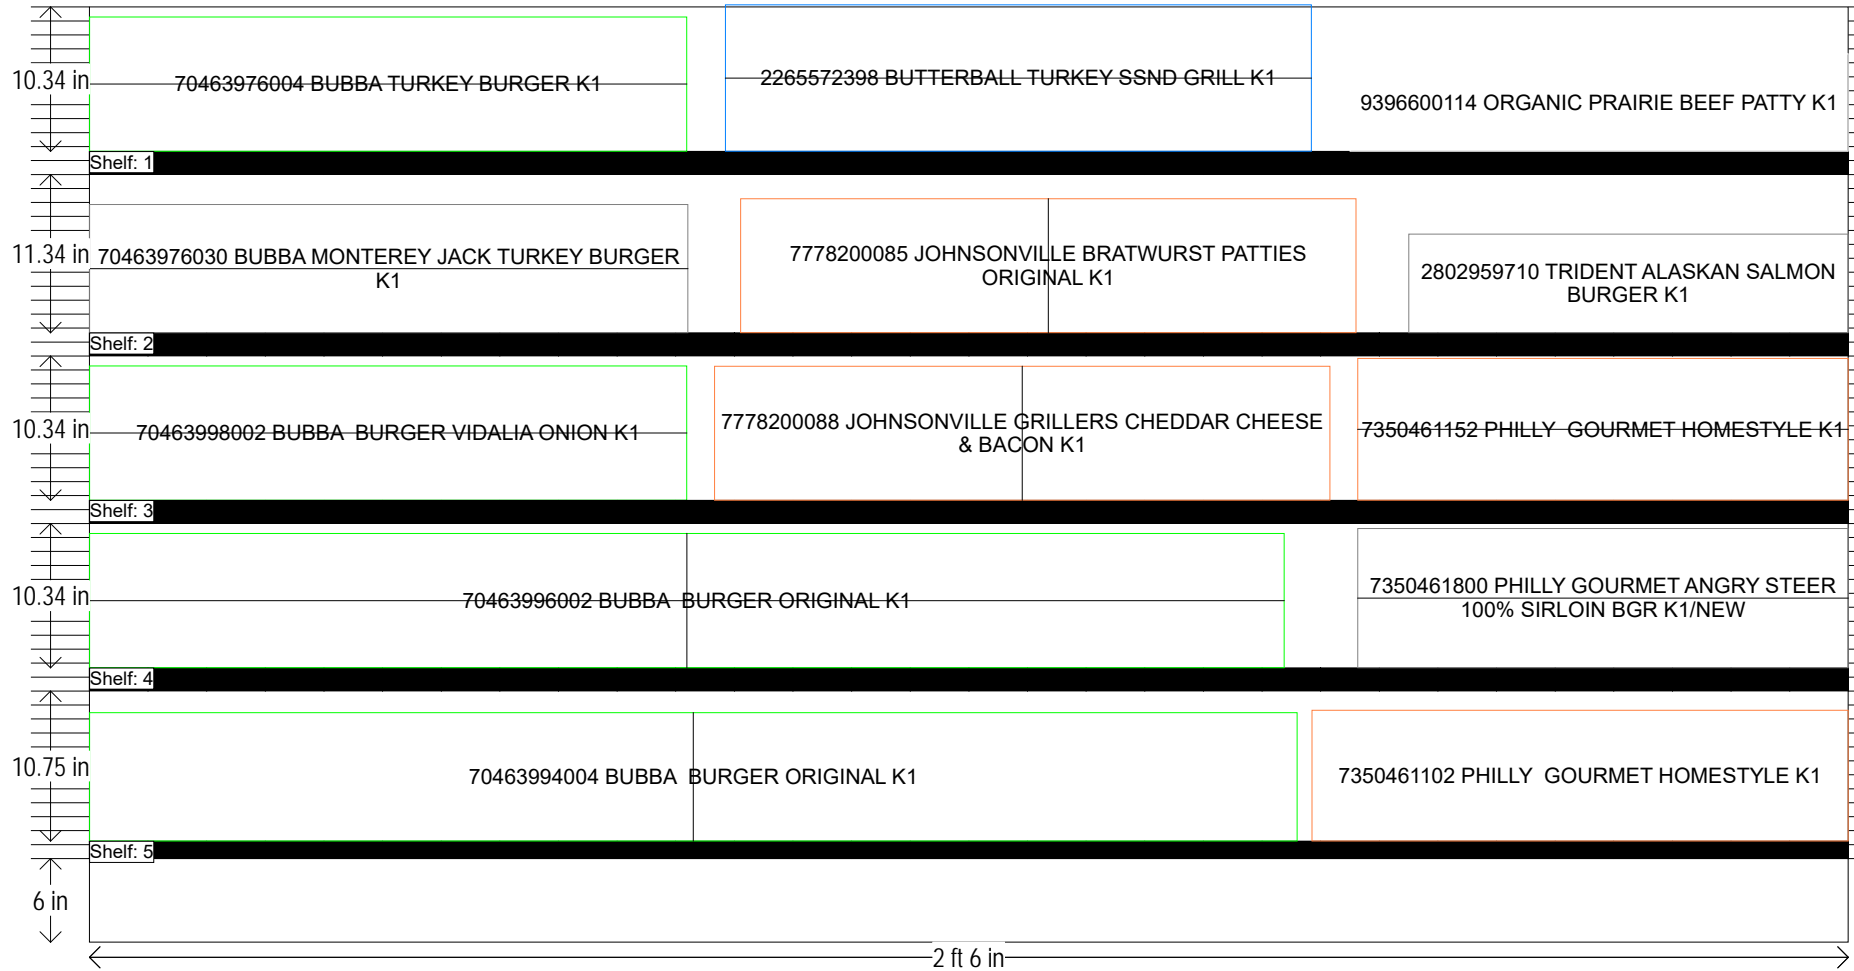 10.34 in
70463976004 BUBBA TURKEY BURGER K1
2265572398 BUTTERBALL TURKEY SSND GRILL K1
9396600114 ORGANIC PRAIRIE BEEF PATTY K1
Shelf: 1
11.34 in
70463976030 BUBBA MONTEREY JACK TURKEY BURGER
K1
7778200085 JOHNSONVILLE BRATWURST PATTIES
ORIGINAL K1
2802959710 TRIDENT ALASKAN SALMON
BURGER K1
Shelf: 2
10.34 in
70463998002 BUBBA  BURGER VIDALIA ONION K1
7778200088 JOHNSONVILLE GRILLERS CHEDDAR CHEESE
& BACON K1
7350461152 PHILLY  GOURMET HOMESTYLE K1
Shelf: 3
10.34 in
70463996002 BUBBA  BURGER ORIGINAL K1
7350461800 PHILLY GOURMET ANGRY STEER
100% SIRLOIN BGR K1/NEW
Shelf: 4
10.75 in
70463994004 BUBBA  BURGER ORIGINAL K1
7350461102 PHILLY  GOURMET HOMESTYLE K1
Shelf: 5
6 in
2 ft 6 in